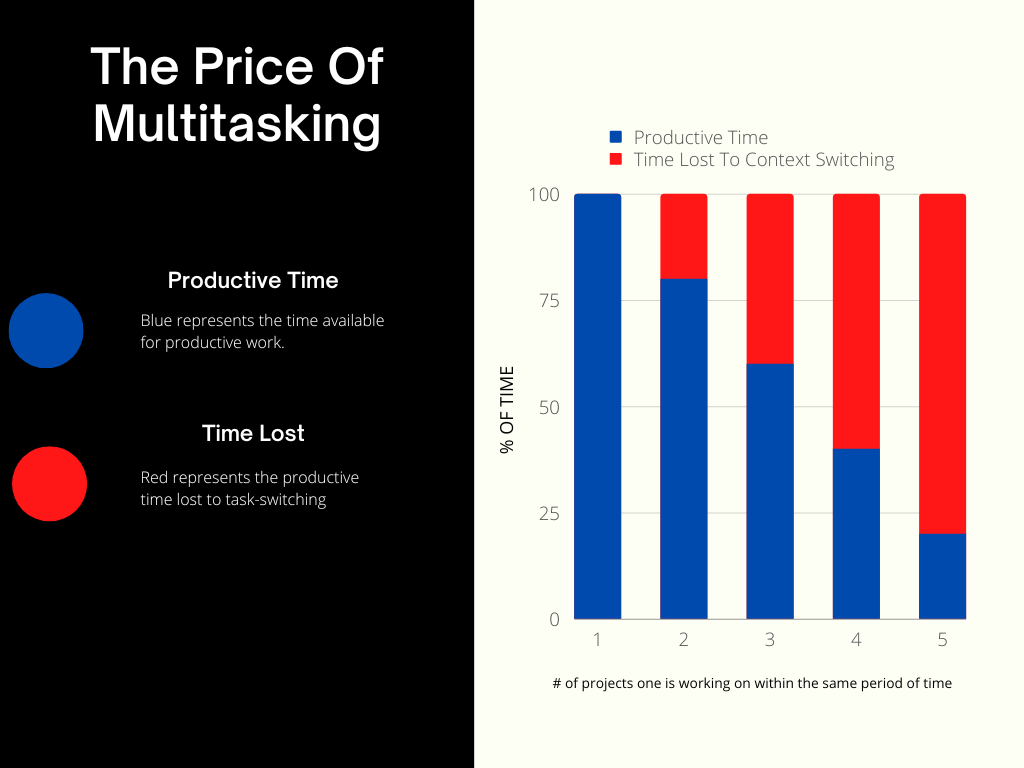 The Price Of
Multitasking
Productive Time
Blue represents the time available
for productive work.
Time Lost
Red represents the productive
time lost to task-switching
Productive Time
Time Lost To Context Switching
100
75
50
25
0
% OF TIME
1 2 3 4 5
# of projects one is working on within the same period of time